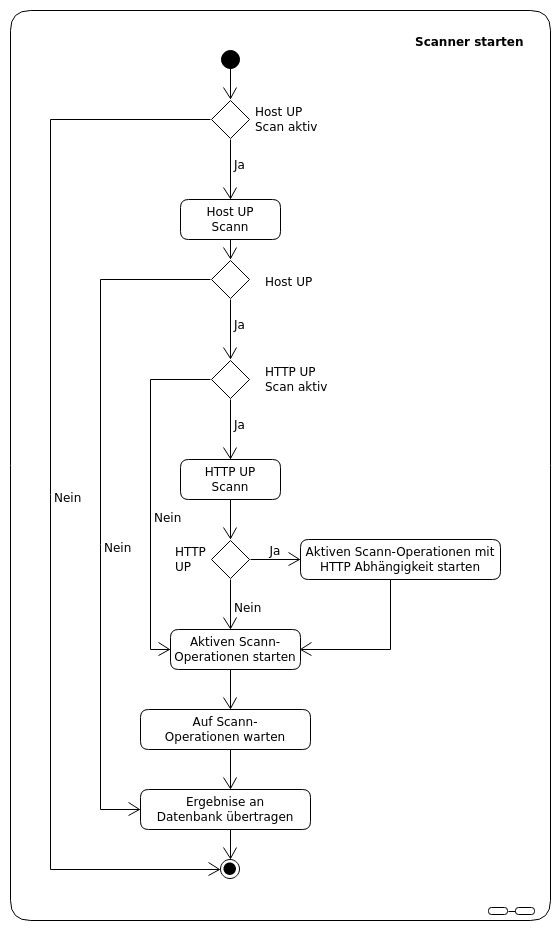 Scanner starten
Host UP
Scan aktiv
Ja
Host UP
Scann
Host UP
Ja
HTTP UP
Scan aktiv
Ja
HTTP UP
Scann
Nein
Nein
Nein
HTTP
UP
Ja
Aktiven Scann-Operationen mit
HTTP Abhängigkeit starten
Nein
Aktiven Scann-
Operationen starten
Auf Scann-
Operationen warten
Ergebnise an
Datenbank übertragen